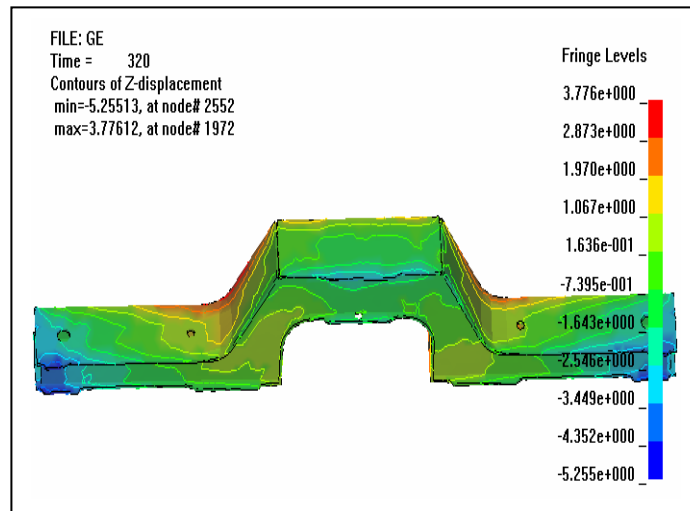 FILE: GE
Time = 320
Contours of Z-displacement
min=-5.25513, at node# 2552
max=3.77612, at node# 1972
Fringe Levels
3.776e+000
2.873e+000
1.970e+000
1.067e+000
1.636e-001
-7.395e-001
-1.643e+000
-2.546e+000
-3.449e+000
-4.352e+000
-5.255e+000